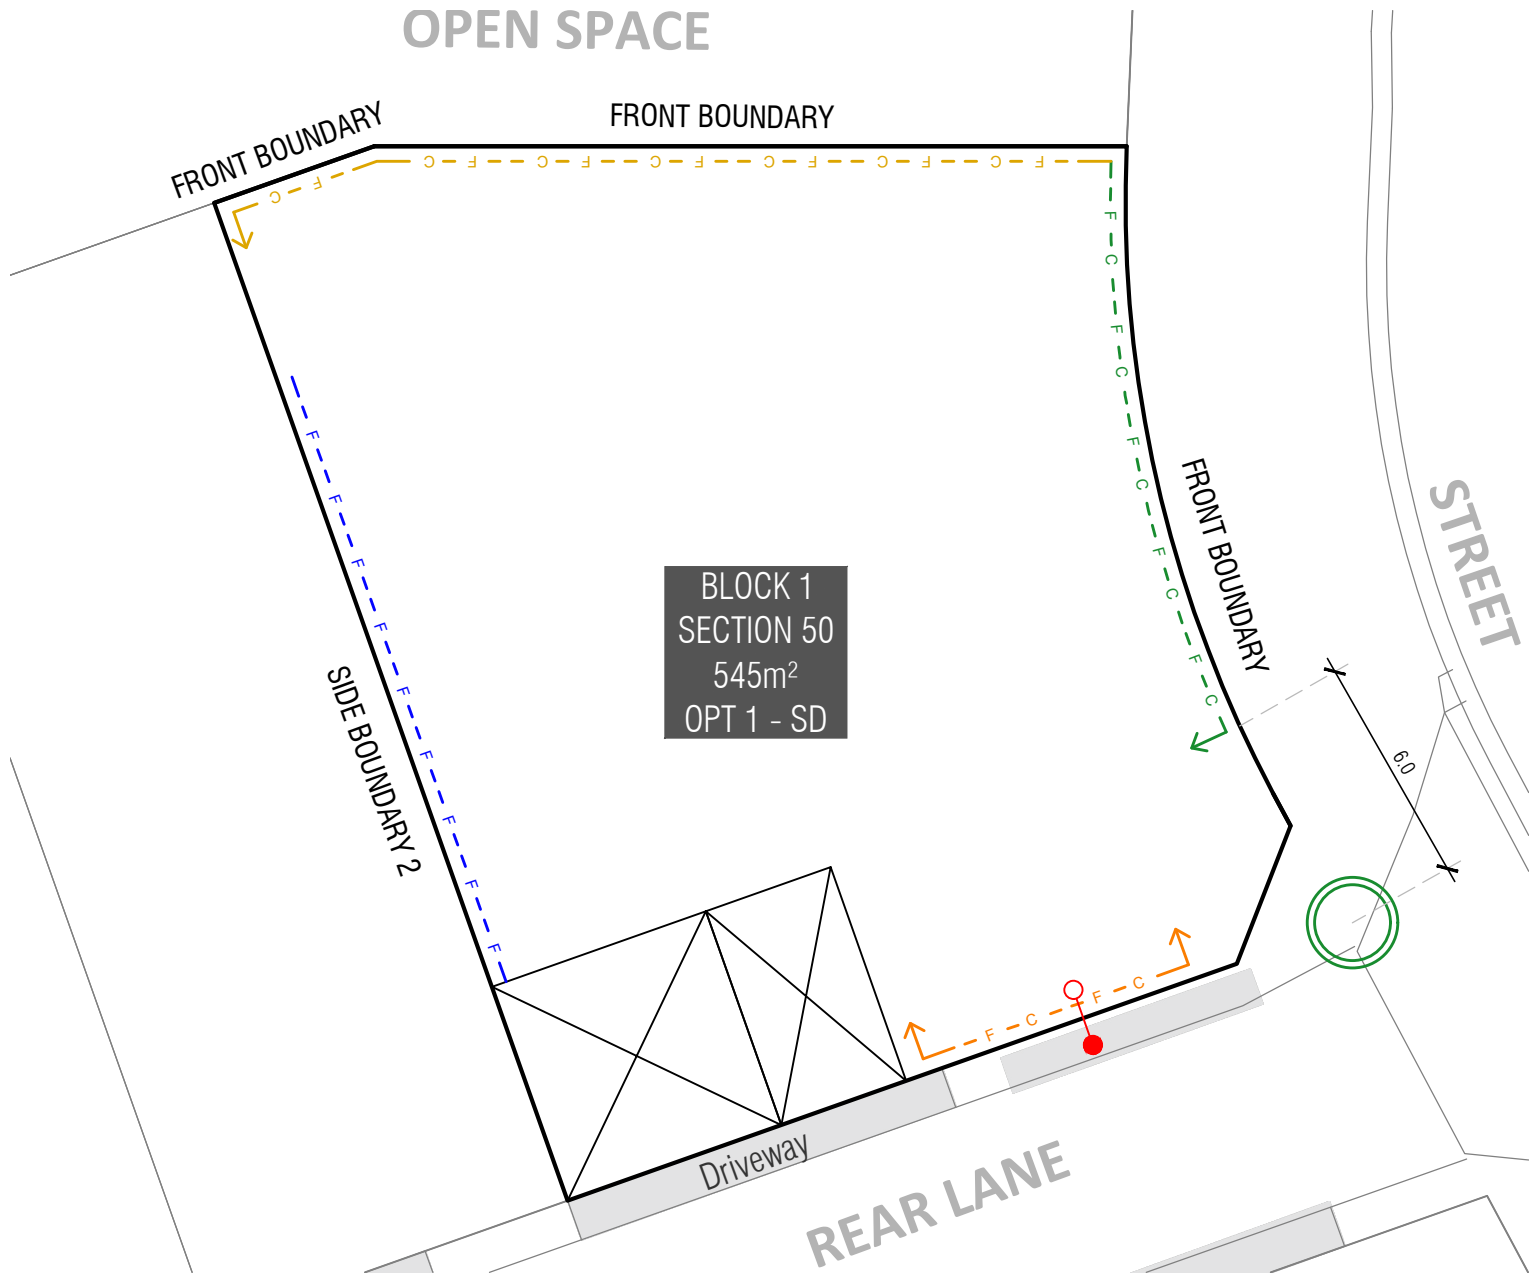 OPEN SPACE
FRONT BOUNDARY
FRONT BOUNDARY
F C F C F C F C F C F C
C F
F C F C F C F C F C
FRONT BOUNDARY
STREET
F F F F F F F F F
SIDE BOUNDARY 2
BLOCK 1
SECTION 50
545m²
OPT 1 - SD
6.0
F C F C
Driveway
REAR LANE